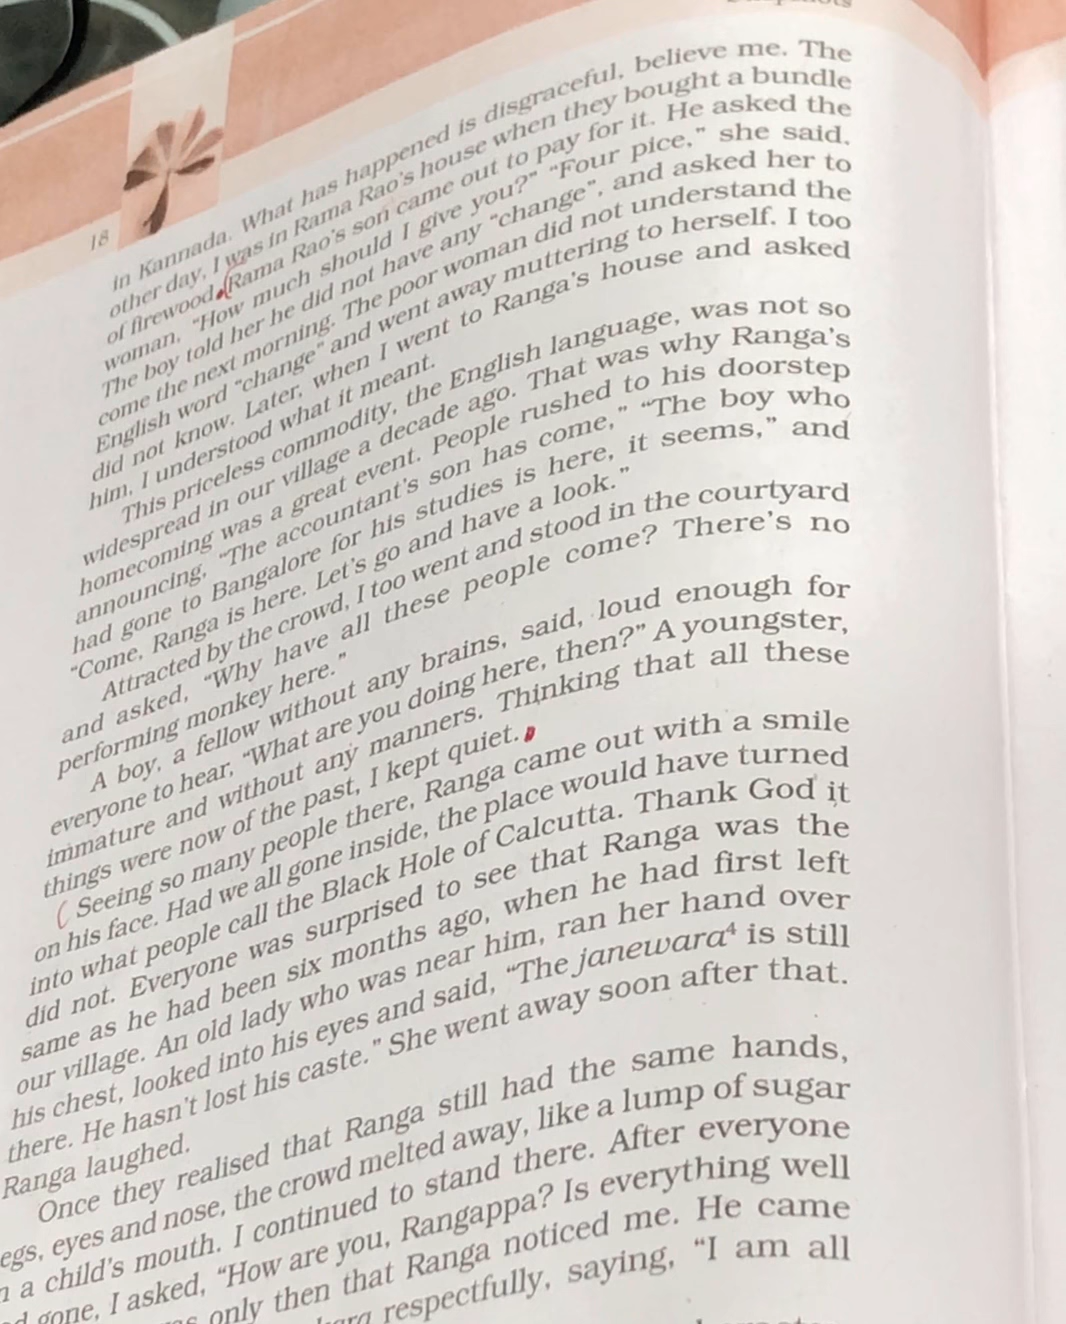 18
in Kannada. What has happened is disgraceful, believe me. The
other day, I was in Rama Rao's house when they bought a bundle
of firewood. Rama Rao's son came out to pay for it. He asked the
woman, "How much should I give you?" "Four pice," she said.
The boy told her he did not have any "change", and asked her to
come the next morning. The poor woman did not understand the
English word "change" and went away muttering to herself. I too
did not know. Later, when I went to Ranga's house and asked
him, I understood what it meant.
This priceless commodity, the English language, was not so
widespread in our village a decade ago. That was why Ranga's
homecoming was a great event. People rushed to his doorstep
announcing, "The accountant's son has come," "The boy who
had gone to Bangalore for his studies is here, it seems," and
"Come, Ranga is here. Let's go and have a look."
Attracted by the crowd, I too went and stood in the courtyard
and asked, "Why have all these people come? There's no
performing monkey here."
A boy, a fellow without any brains, said, loud enough for
everyone to hear, "What are you doing here, then?" A youngster,
immature and without any manners. Thinking that all these
things were now of the past, I kept quiet.
Seeing so many people there, Ranga came out with a smile
on his face. Had we all gone inside, the place would have turned
into what people call the Black Hole of Calcutta. Thank God it
did not. Everyone was surprised to see that Ranga was the
same as he had been six months ago, when he had first left
our village. An old lady who was near him, ran her hand over
his chest, looked into his eyes and said, "The janewara⁴ is still
there. He hasn't lost his caste." She went away soon after that.
Ranga laughed.
Once they realised that Ranga still had the same hands,
egs, eyes and nose, the crowd melted away, like a lump of sugar
a child's mouth. I continued to stand there. After everyone
gone, I asked, "How are you, Rangappa? Is everything well
only then that Ranga noticed me. He came
respectfully, saying, "I am all